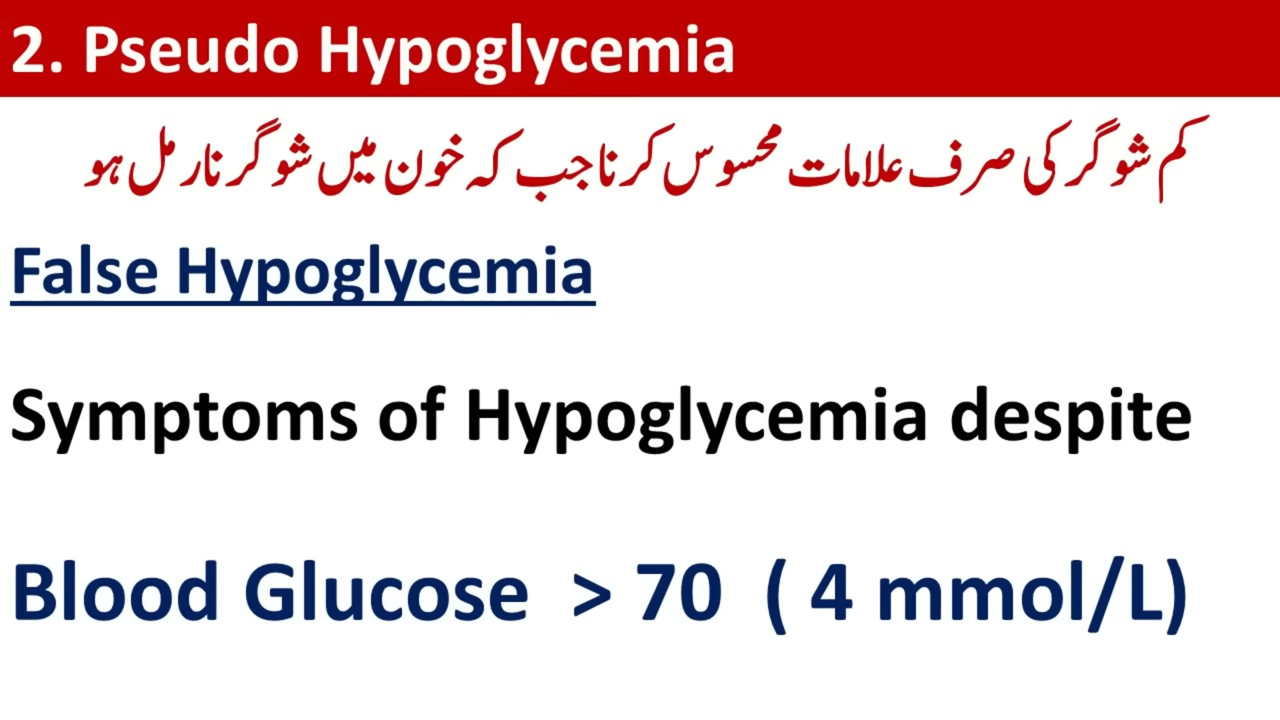 2. Pseudo Hypoglycemia
کم شوگر کی صرف علامات محسوس کرنا جب کہ خون میں شوگر نارمل ہو
False Hypoglycemia
Symptoms of Hypoglycemia despite
Blood Glucose > 70 ( 4 mmol/L)